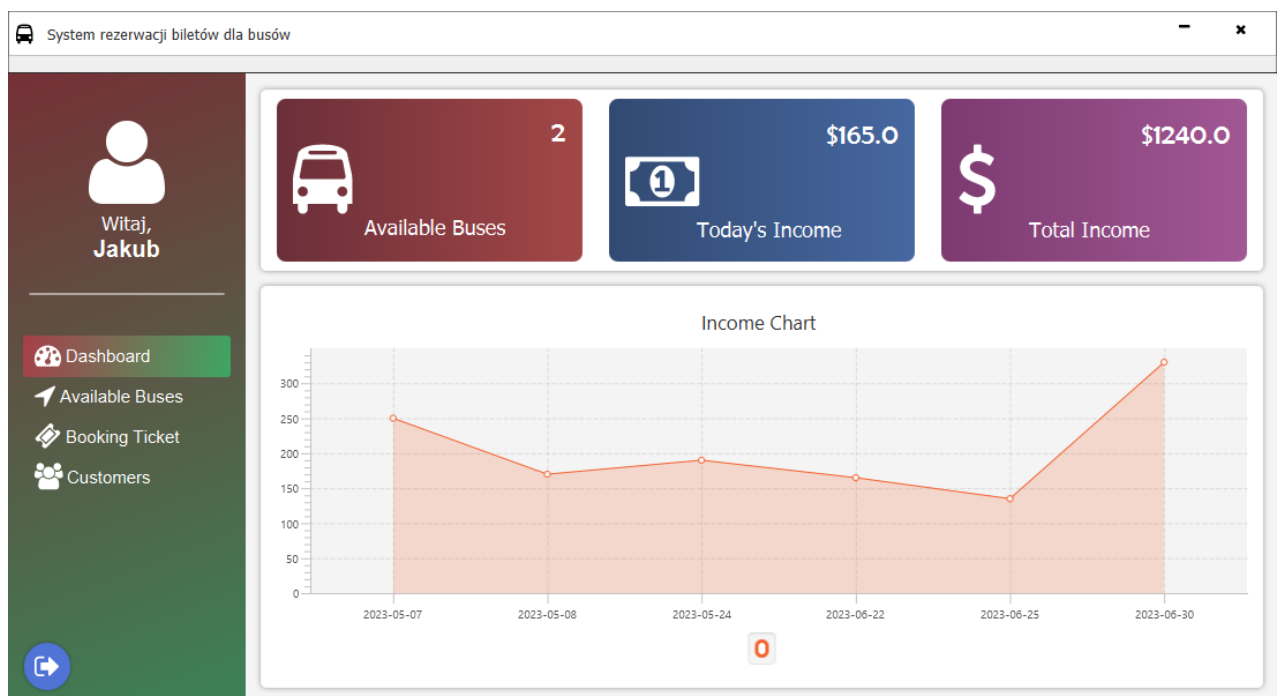 System rezerwacji biletów dla busów
Witaj,
Jakub
Dashboard
Available Buses
Booking Ticket
Customers
2
Available Buses
$165.0
1
Today's Income
$1240.0
$
Total Income
Income Chart
300
250
200
150
100
50
0
2023-05-07 2023-05-08 2023-05-24 2023-06-22 2023-06-25 2023-06-30
O